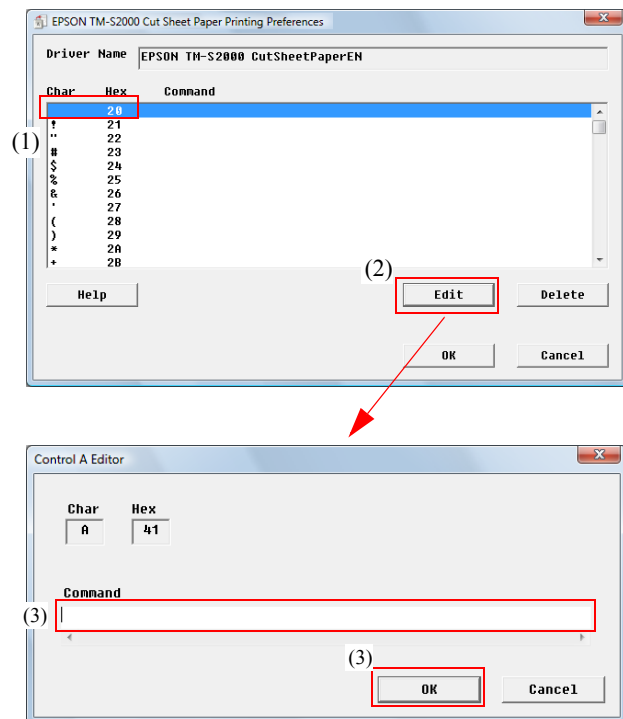 EPSON TM-S2000 Cut Sheet Paper Printing Preferences
X
Driver Name EPSON TM-S2000 CutSheetPaperEN
Char Hex Command
20
(1)
! 21
" 22
# 23
$ 24
% 25
& 26
' 27
( 28
) 29
* 2A
+ 2B
(2)
Help Edit Delete
OK Cancel
Control A Editor
X
Char Hex
A 41
Command
(3)
(3)
OK Cancel